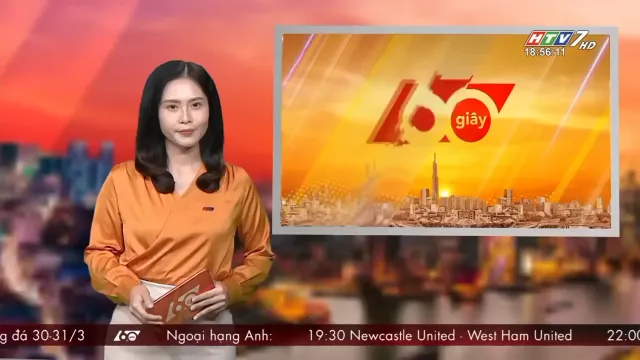 HTV7 HD
18:56:11
60 giây
g đá 30-31/3 60 Ngoại hạng Anh: 19:30 Newcastle United - West Ham United 22:00